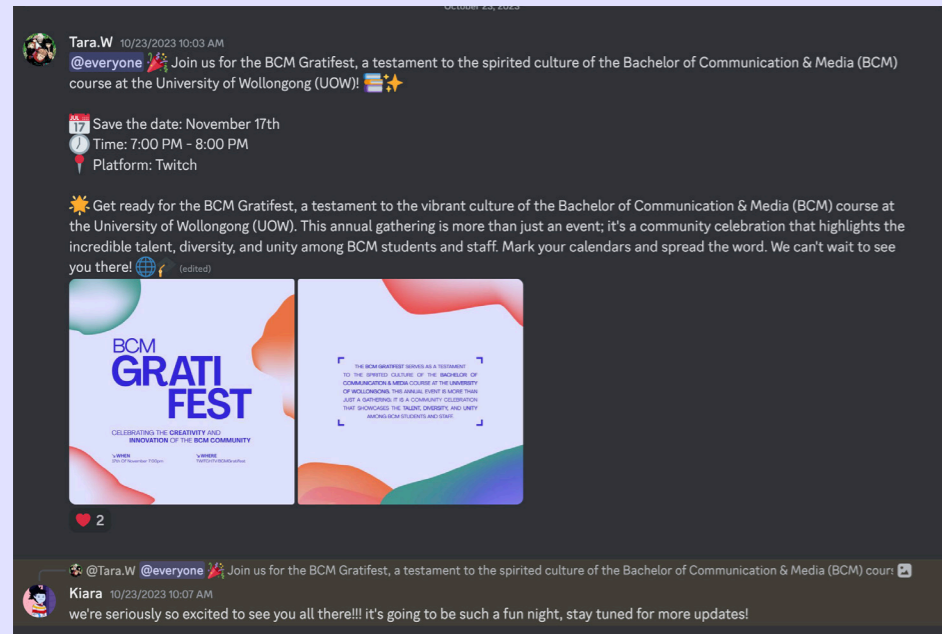 October 23, 2023
Tara.W 10/23/2023 10:03 AM
@everyone 🎉 Join us for the BCM Gratifest, a testament to the spirited culture of the Bachelor of Communication & Media (BCM)
course at the University of Wollongong (UOW)! 📚✨
📅 Save the date: November 17th
🕖 Time: 7:00 PM - 8:00 PM
📍 Platform: Twitch
🌟 Get ready for the BCM Gratifest, a testament to the vibrant culture of the Bachelor of Communication & Media (BCM) course at
the University of Wollongong (UOW). This annual gathering is more than just an event; it's a community celebration that highlights the
incredible talent, diversity, and unity among BCM students and staff. Mark your calendars and spread the word. We can't wait to see
you there! 🌐🎓 (edited)
BCM
GRATI
FEST
CELEBRATING THE CREATIVITY AND
INNOVATION OF THE BCM COMMUNITY
↘WHEN
17th Of November 7:00pm
↘WHERE
THE BCM GRATIFEST SERVES AS A TESTAMENT
TO THE SPIRITED CULTURE OF THE BACHELOR OF
COMMUNICATION & MEDIA COURSE AT THE UNIVERSITY
OF WOLLONGONG. THIS ANNUAL EVENT IS MORE THAN
JUST A GATHERING; IT IS A COMMUNITY CELEBRATION
THAT SHOWCASES THE TALENT, DIVERSITY, AND UNITY
AMONG BCM STUDENTS AND STAFF.
❤️ 2
@Tara.W @everyone 🎉 Join us for the BCM Gratifest, a testament to the spirited culture of the Bachelor of Communication & Media (BCM) cours
Kiara 10/23/2023 10:07 AM
we're seriously so excited to see you all there!!! it's going to be such a fun night, stay tuned for more updates!